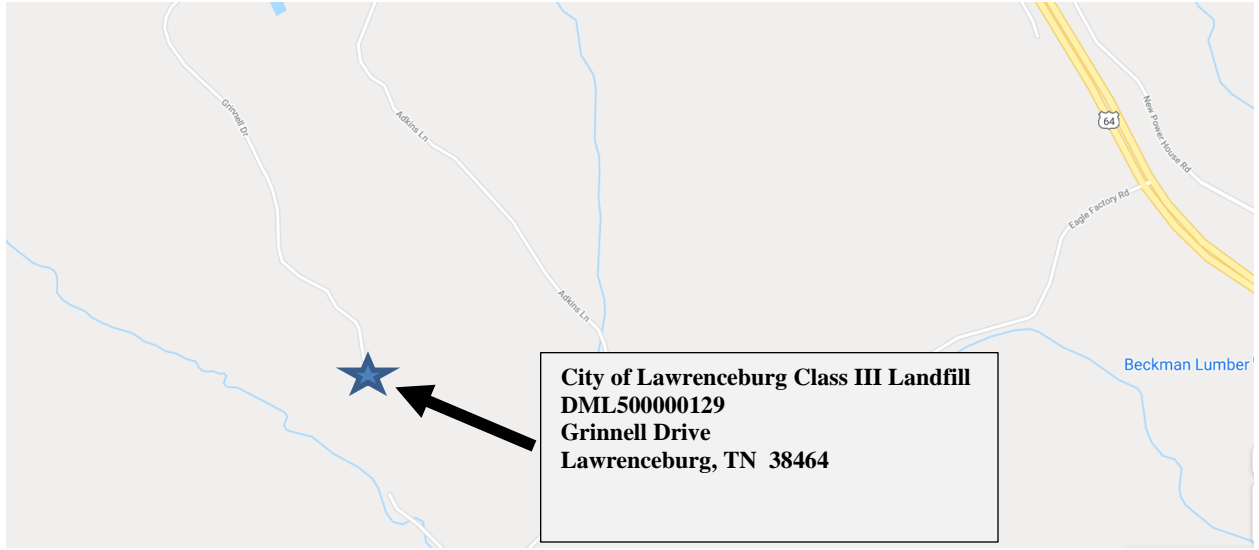 Grinnell Dr
Adkins Ln
64
New Power House Rd
Eagle Factory Rd
Adkins Ln
Beckman Lumber
City of Lawrenceburg Class III Landfill
DML500000129
Grinnell Drive
Lawrenceburg, TN  38464